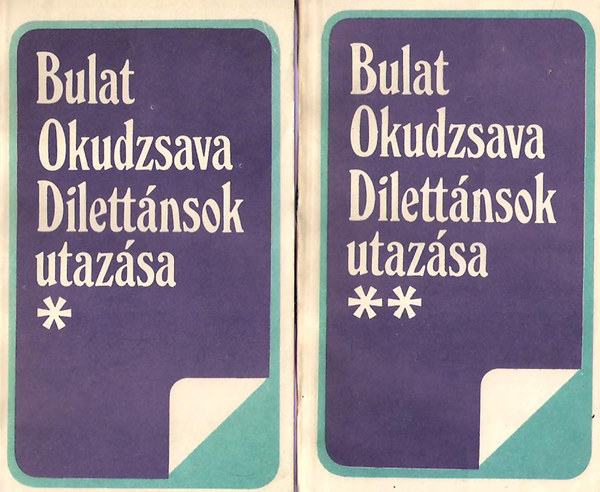 Bulat
Okudzsava
Dilettánsok
utazása
*
Bulat
Okudzsava
Dilettánsok
utazása
**